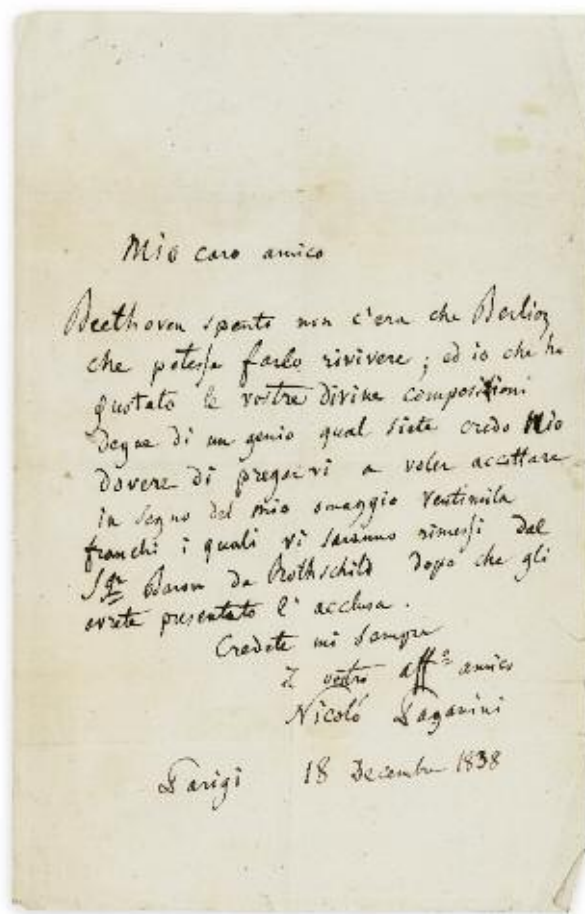 Mio caro amico
Beethoven spento non c'era che Berlioz
che potesse farlo rivivere; ed io che ho
gustato le vostre divine composizioni
degne di un genio qual siete credo mio
dovere di pregarvi a voler accettare
in segno del mio omaggio ventimila
franchi i quali vi saranno rimessi dal
Sgr Baron de Rothschild dopo che gli
avrete presentato l'acclusa.
Credete mi sempre
il vostro aff.o amico
Nicolò Paganini
Parigi 18 Decembre 1838